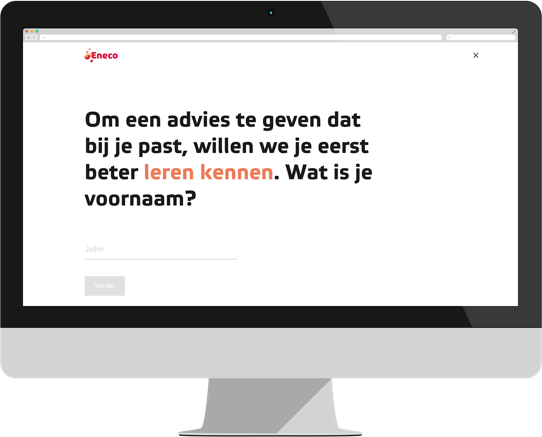 Eneco
Om een advies te geven dat
bij je past, willen we je eerst
beter leren kennen. Wat is je
voornaam?
John
Verder